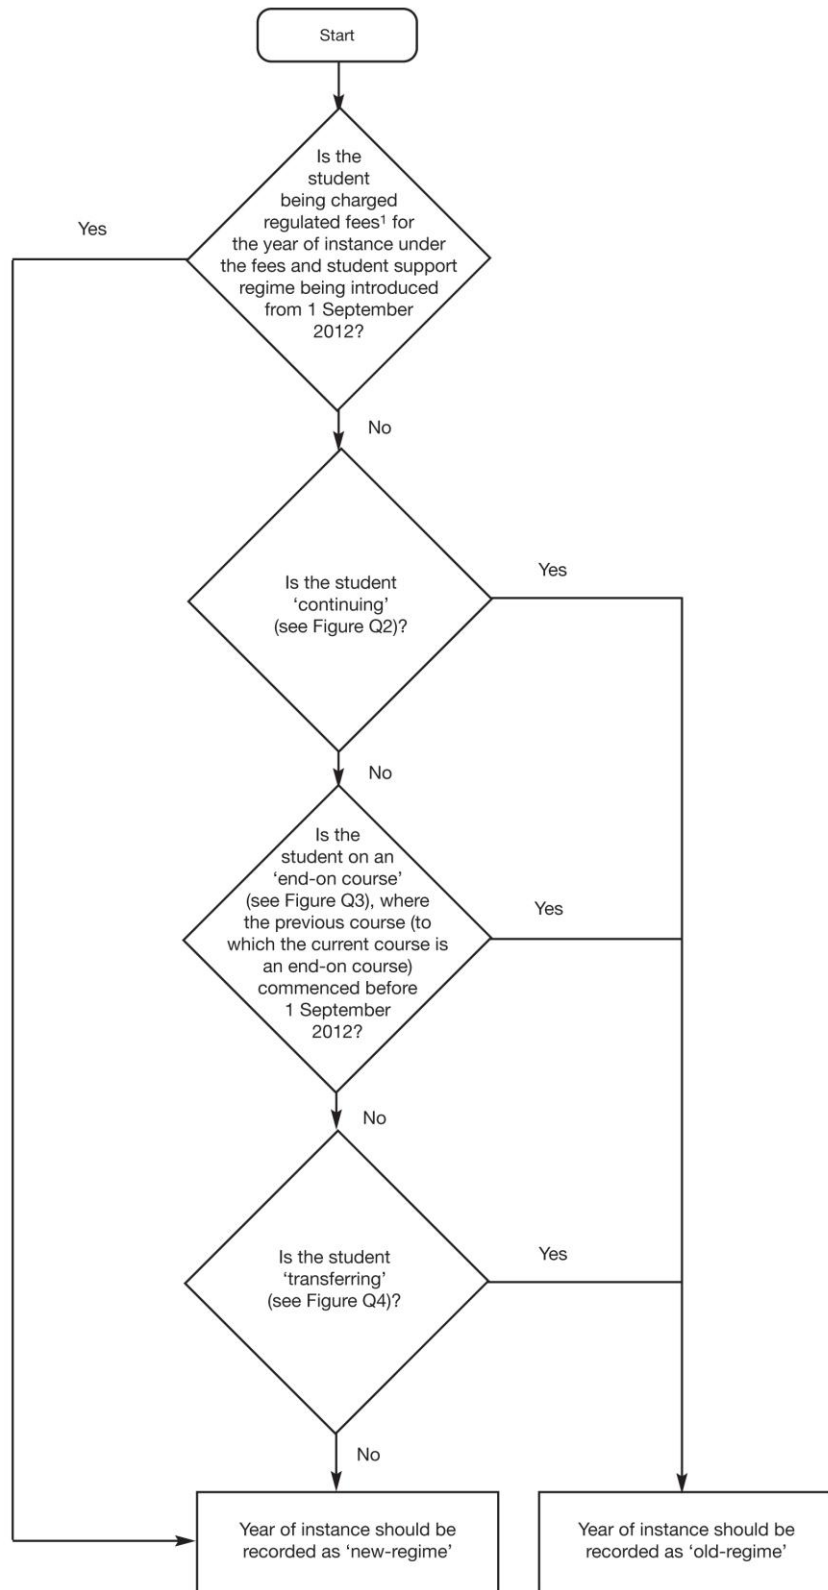 Start
Is the
student
being charged
regulated fees¹ for
the year of instance under
the fees and student support
regime being introduced
from 1 September
2012?
Yes
No
Is the student
‘continuing’
(see Figure Q2)?
Yes
No
Is the
student on an
‘end-on course’
(see Figure Q3), where
the previous course (to
which the current course is
an end-on course)
commenced before
1 September
2012?
Yes
No
Is the student
‘transferring’
(see Figure Q4)?
Yes
No
Year of instance should be
recorded as ‘new-regime’
Year of instance should be
recorded as ‘old-regime’